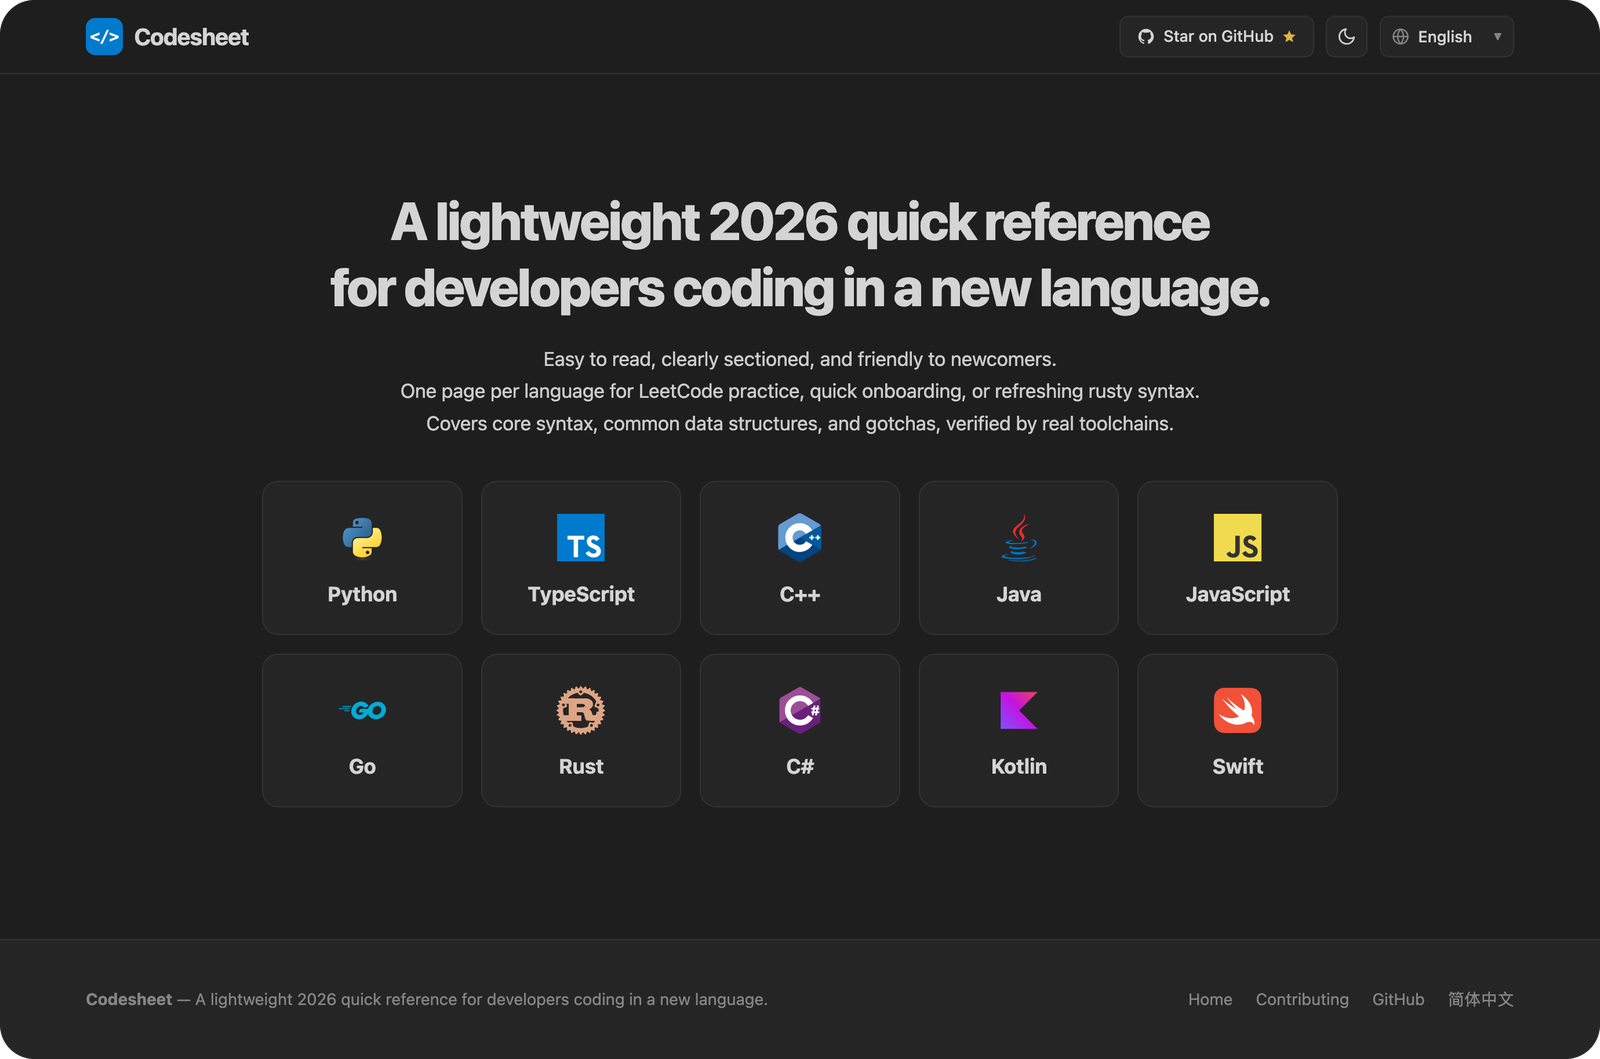 </> Codesheet
Star on GitHub ★
English ▼
A lightweight 2026 quick reference
for developers coding in a new language.
Easy to read, clearly sectioned, and friendly to newcomers.
One page per language for LeetCode practice, quick onboarding, or refreshing rusty syntax.
Covers core syntax, common data structures, and gotchas, verified by real toolchains.
TS
C++
JS
Python
TypeScript
C++
Java
JavaScript
GO
R
C#
Go
Rust
C#
Kotlin
Swift
Codesheet — A lightweight 2026 quick reference for developers coding in a new language.
Home Contributing GitHub 简体中文